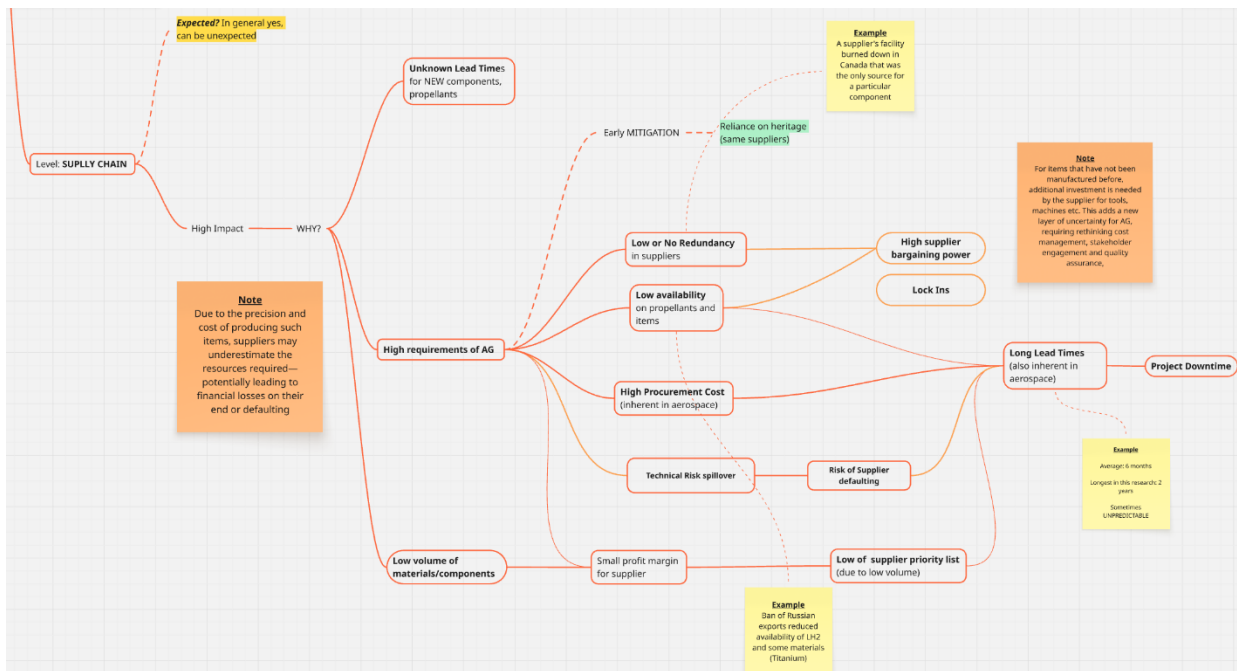 Expected? In general yes,
can be unexpected
Level: SUPLLY CHAIN
High Impact
WHY?
Note
Due to the precision and
cost of producing such
items, suppliers may
underestimate the
resources required—
potentially leading to
financial losses on their
end or defaulting
Unknown Lead Times
for NEW components,
propellants
High requirements of AG
Low volume of
materials/components
Early MITIGATION
Reliance on heritage
(same suppliers)
Example
A supplier's facility
burned down in
Canada that was
the only source for
a particular
component
Low or No Redundancy
in suppliers
Low availability
on propellants and
items
High Procurement Cost
(inherent in aerospace)
Technical Risk spillover
Risk of Supplier
defaulting
Small profit margin
for supplier
Low of supplier priority list
(due to low volume)
Example
Ban of Russian
exports reduced
availability of LH2
and some materials
(Titanium)
High supplier
bargaining power
Lock Ins
Note
For items that have not been
manufactured before,
additional investment is needed
by the supplier for tools,
machines etc. This adds a new
layer of uncertainty for AG,
requiring rethinking cost
management, stakeholder
engagement and quality
assurance,
Long Lead Times
(also inherent in
aerospace)
Project Downtime
Example
Average: 6 months
Longest in this research: 2
years
Sometimes
UNPREDICTABLE